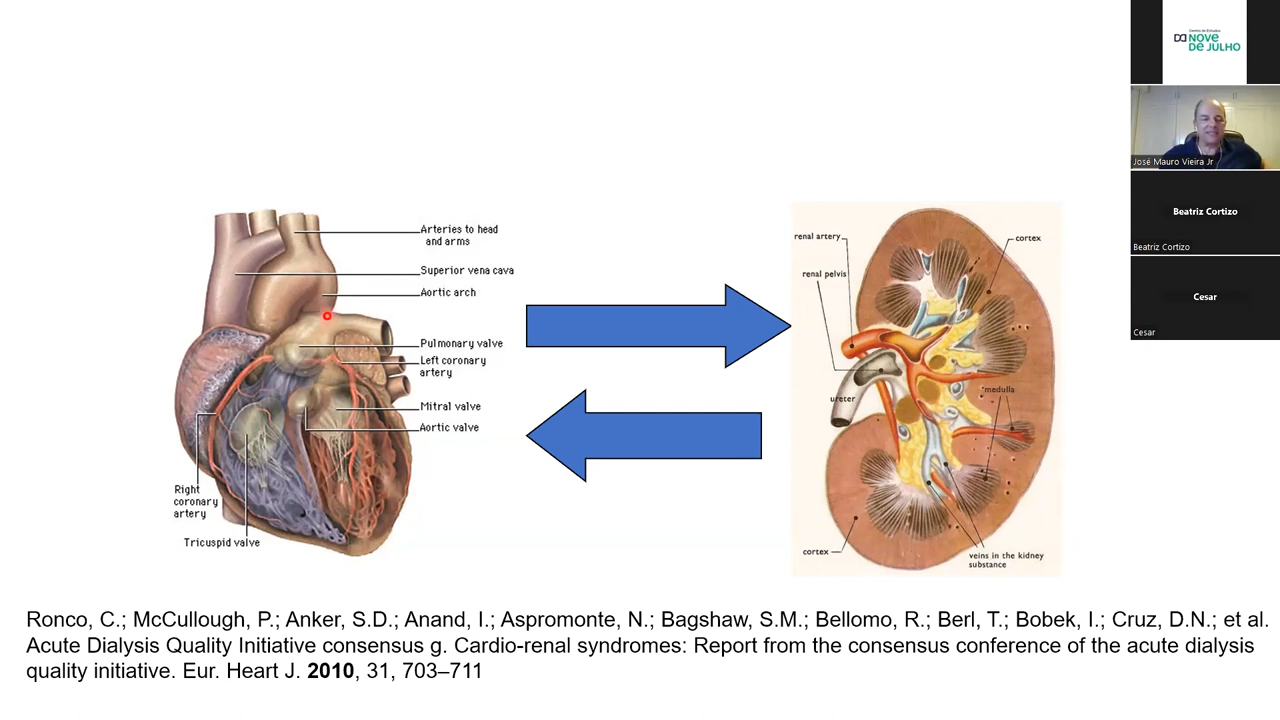 Centro de Estudos
NOVE
DE JULHO
José Mauro Vieira Jr
Beatriz Cortizo
Beatriz Cortizo
Cesar
Cesar
Arteries to head
and arms
Superior vena cava
Aortic arch
Pulmonary valve
Left coronary
artery
Mitral valve
Aortic valve
Right
coronary
artery
Tricuspid valve
renal artery
cortex
renal pelvis
medulla
ureter
cortex
veins in the kidney
substance
Ronco, C.; McCullough, P.; Anker, S.D.; Anand, I.; Aspromonte, N.; Bagshaw, S.M.; Bellomo, R.; Berl, T.; Bobek, I.; Cruz, D.N.; et al.
Acute Dialysis Quality Initiative consensus g. Cardio-renal syndromes: Report from the consensus conference of the acute dialysis
quality initiative. Eur. Heart J. 2010, 31, 703–711